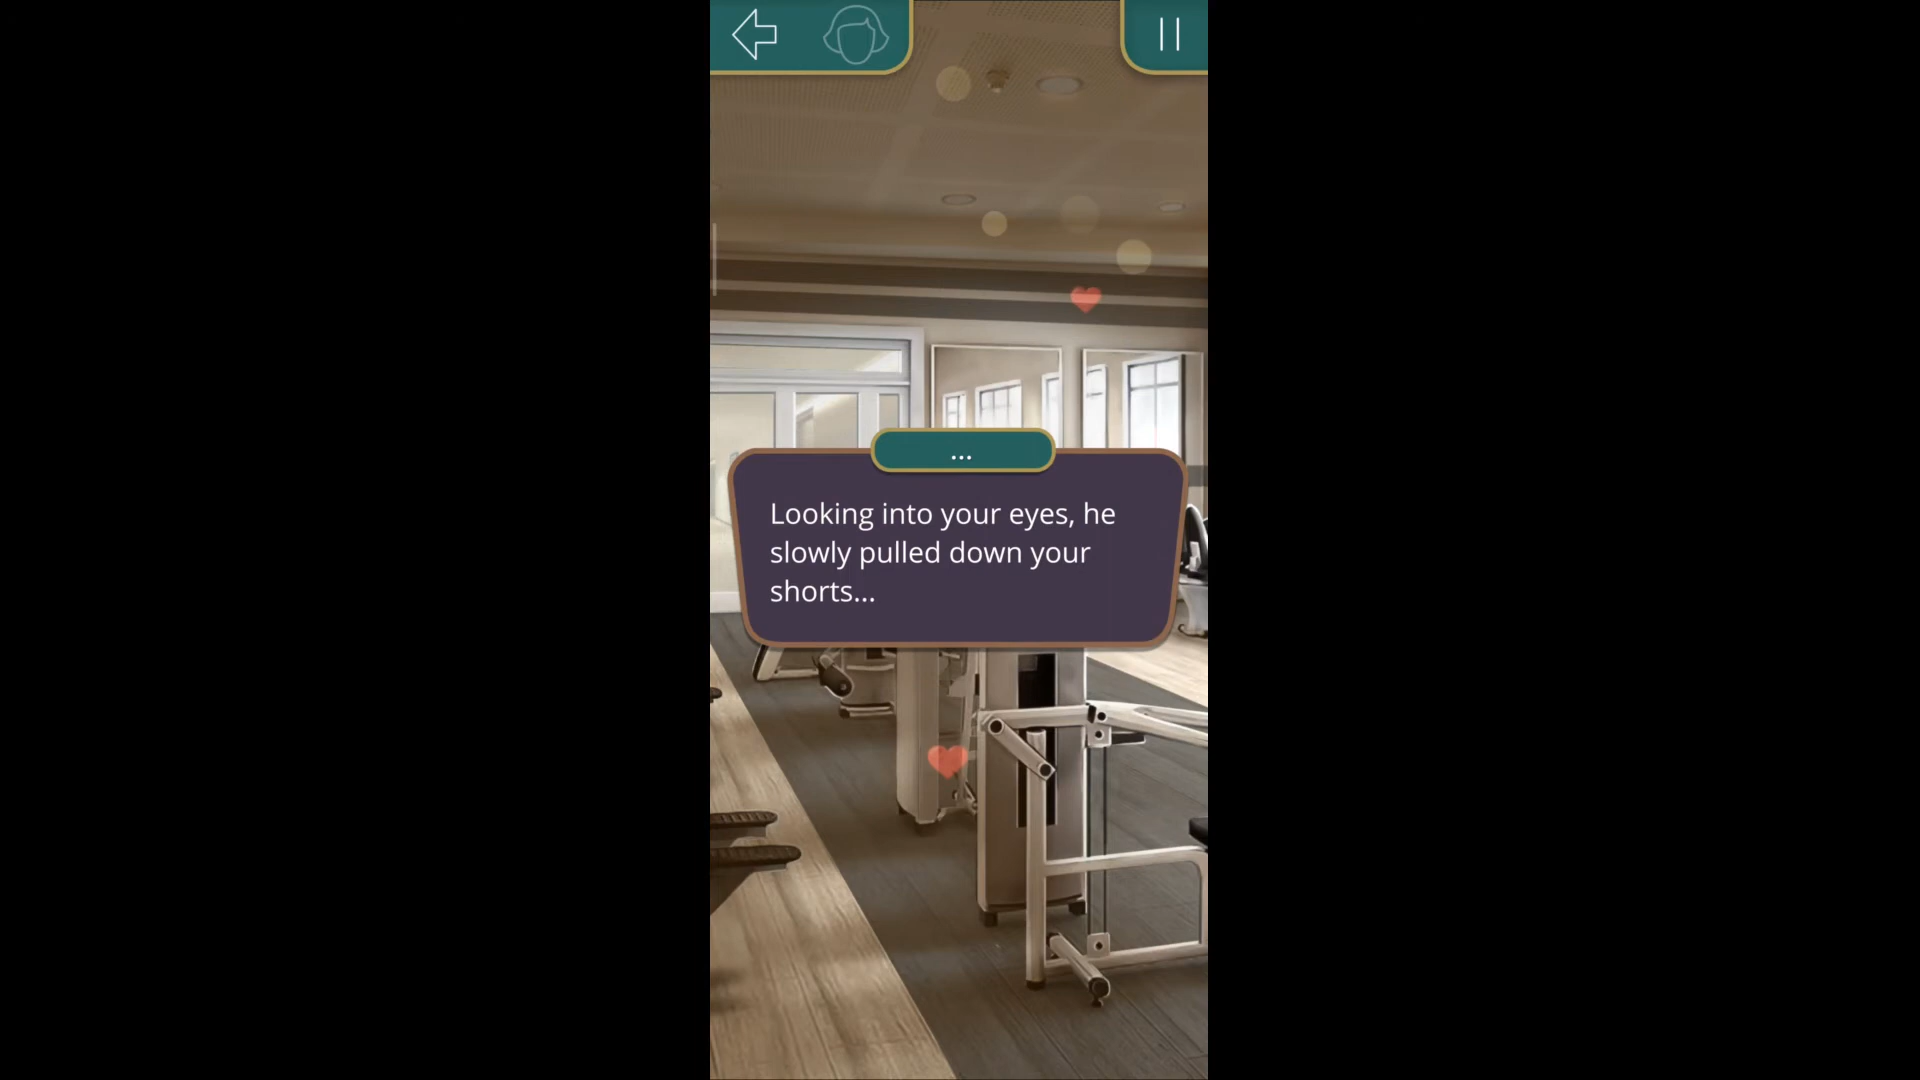 ...
Looking into your eyes, he
slowly pulled down your
shorts...